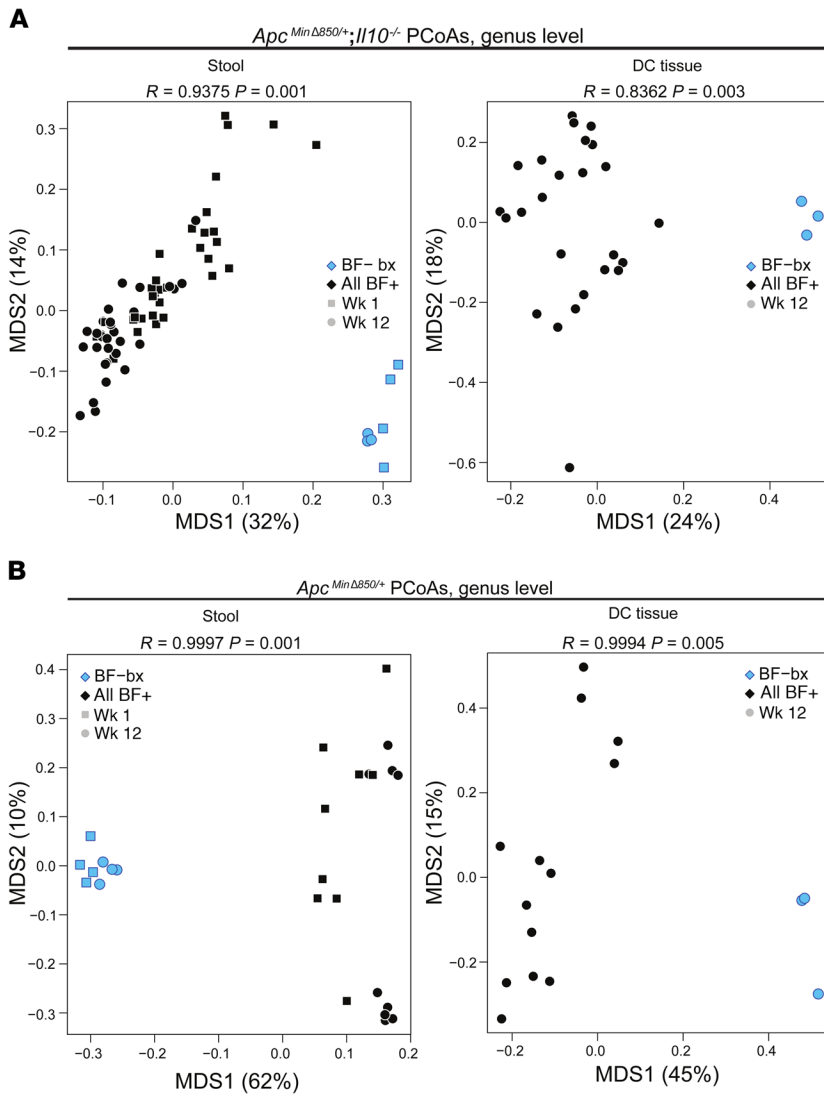 A
Apc MinΔ850/+;Il10-/- PCoAs, genus level
Stool
R = 0.9375 P = 0.001
0.3
0.2
0.1
0.0
−0.1
−0.2
MDS2 (14%)
BF− bx
All BF+
Wk 1
Wk 12
−0.1
0.0
0.1
0.2
0.3
MDS1 (32%)
DC tissue
R = 0.8362 P = 0.003
0.2
0.0
−0.2
−0.4
−0.6
MDS2 (18%)
BF− bx
All BF+
Wk 12
−0.2
0.0
0.2
0.4
MDS1 (24%)
B
Apc MinΔ850/+ PCoAs, genus level
Stool
R = 0.9997 P = 0.001
0.4
0.3
0.2
0.1
0.0
−0.1
−0.2
−0.3
MDS2 (10%)
BF−bx
All BF+
Wk 1
Wk 12
−0.3
−0.2
−0.1
0.0
0.1
0.2
MDS1 (62%)
DC tissue
R = 0.9994 P = 0.005
0.4
0.2
0.0
−0.2
MDS2 (15%)
BF−bx
All BF+
Wk 12
−0.2
0.0
0.2
0.4
MDS1 (45%)